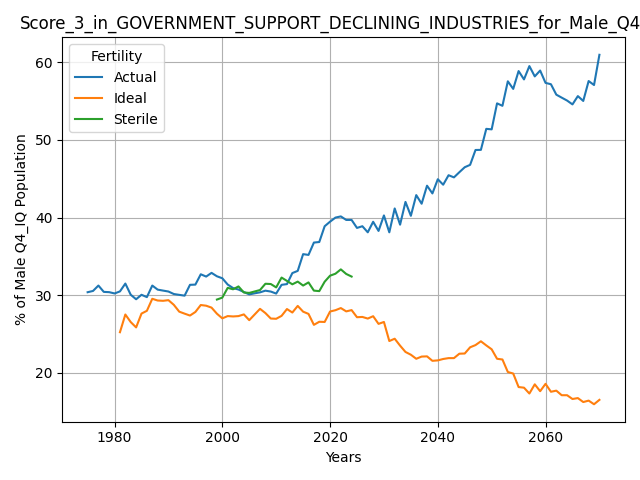 Score_3_in_GOVERNMENT_SUPPORT_DECLINING_INDUSTRIES_for_Male_Q4
Fertility
Actual
Ideal
Sterile
% of Male Q4_IQ Population
60
50
40
30
20
1980 2000 2020 2040 2060
Years